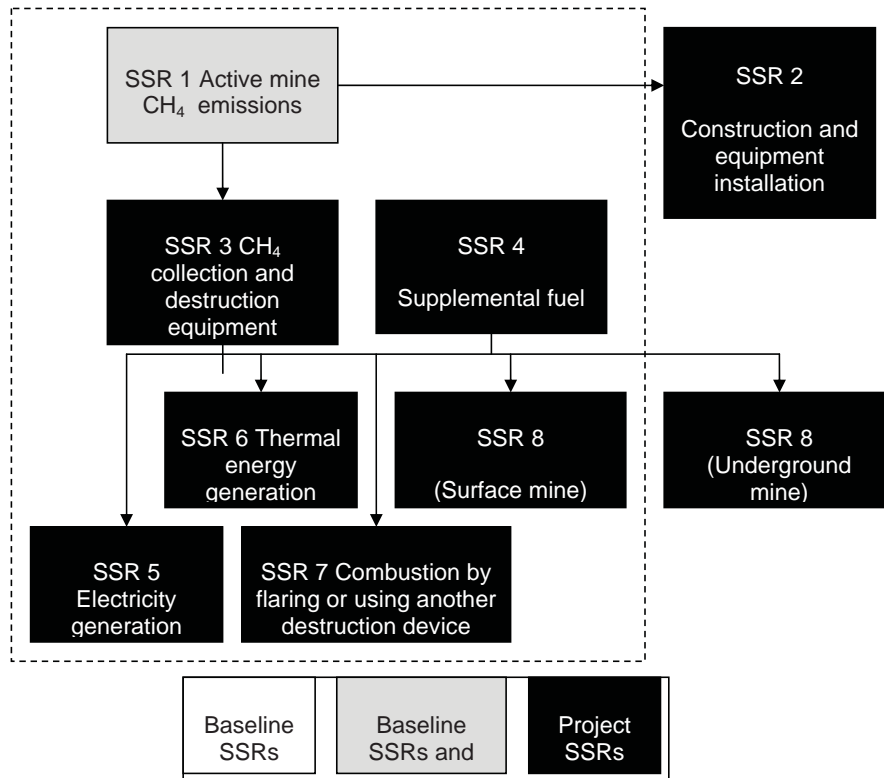 SSR 1 Active mine
CH₄ emissions
SSR 2
Construction and
equipment
installation
SSR 3 CH₄
collection and
destruction
equipment
SSR 4
Supplemental fuel
SSR 6 Thermal
energy
generation
SSR 8
(Surface mine)
SSR 8
(Underground
mine)
SSR 5
Electricity
generation
SSR 7 Combustion by
flaring or using another
destruction device
Baseline
SSRs
Baseline
SSRs and
Project
SSRs